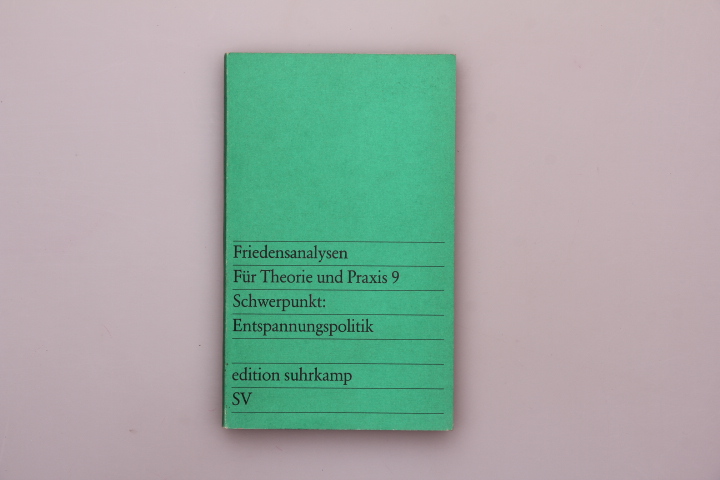 Friedensanalysen
Für Theorie und Praxis 9
Schwerpunkt:
Entspannungspolitik
edition suhrkamp
SV